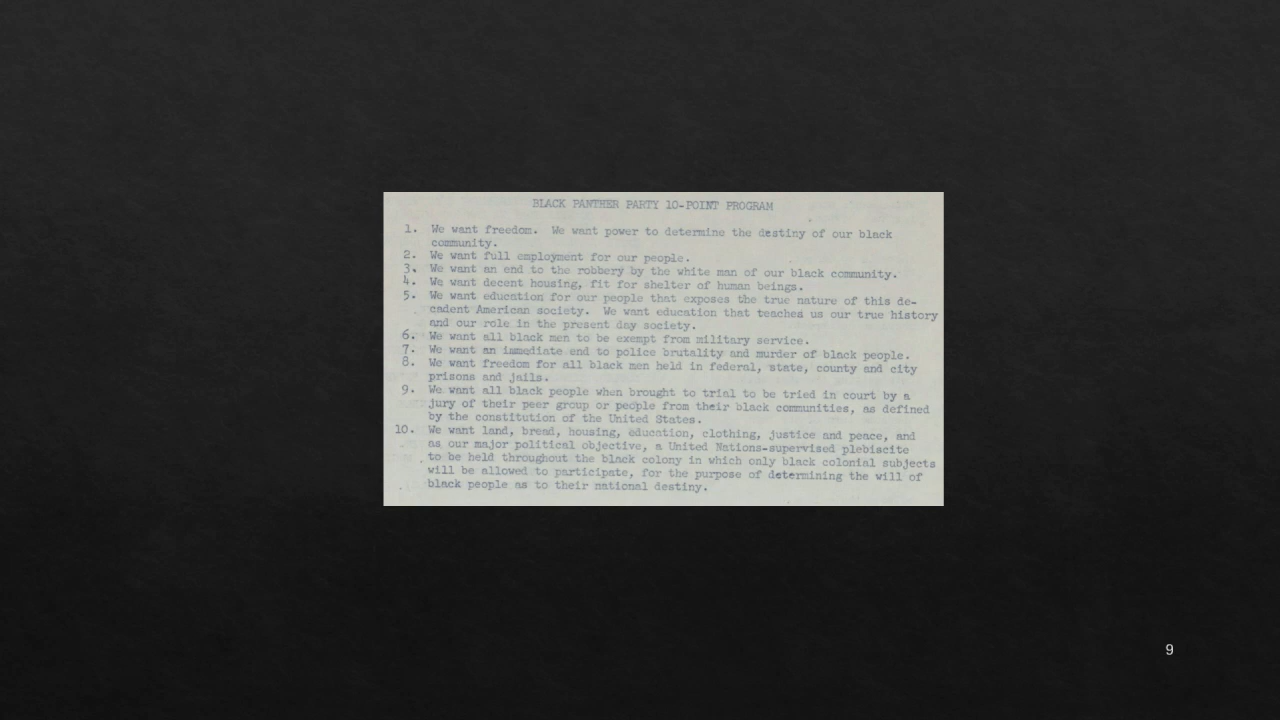 BLACK PANTHER PARTY 10-POINT PROGRAM
1. We want freedom. We want power to determine the destiny of our black
community.
2. We want full employment for our people.
3. We want an end to the robbery by the white man of our black community.
4. We want decent housing, fit for shelter of human beings.
5. We want education for our people that exposes the true nature of this de-
cadent American society. We want education that teaches us our true history
and our role in the present day society.
6. We want all black men to be exempt from military service.
7. We want an immediate end to police brutality and murder of black people.
8. We want freedom for all black men held in federal, state, county and city
prisons and jails.
9. We want all black people when brought to trial to be tried in court by a
jury of their peer group or people from their black communities, as defined
by the constitution of the United States.
10. We want land, bread, housing, education, clothing, justice and peace, and
as our major political objective, a United Nations-supervised plebiscite
to be held throughout the black colony in which only black colonial subjects
will be allowed to participate, for the purpose of determining the will of
black people as to their national destiny.
9